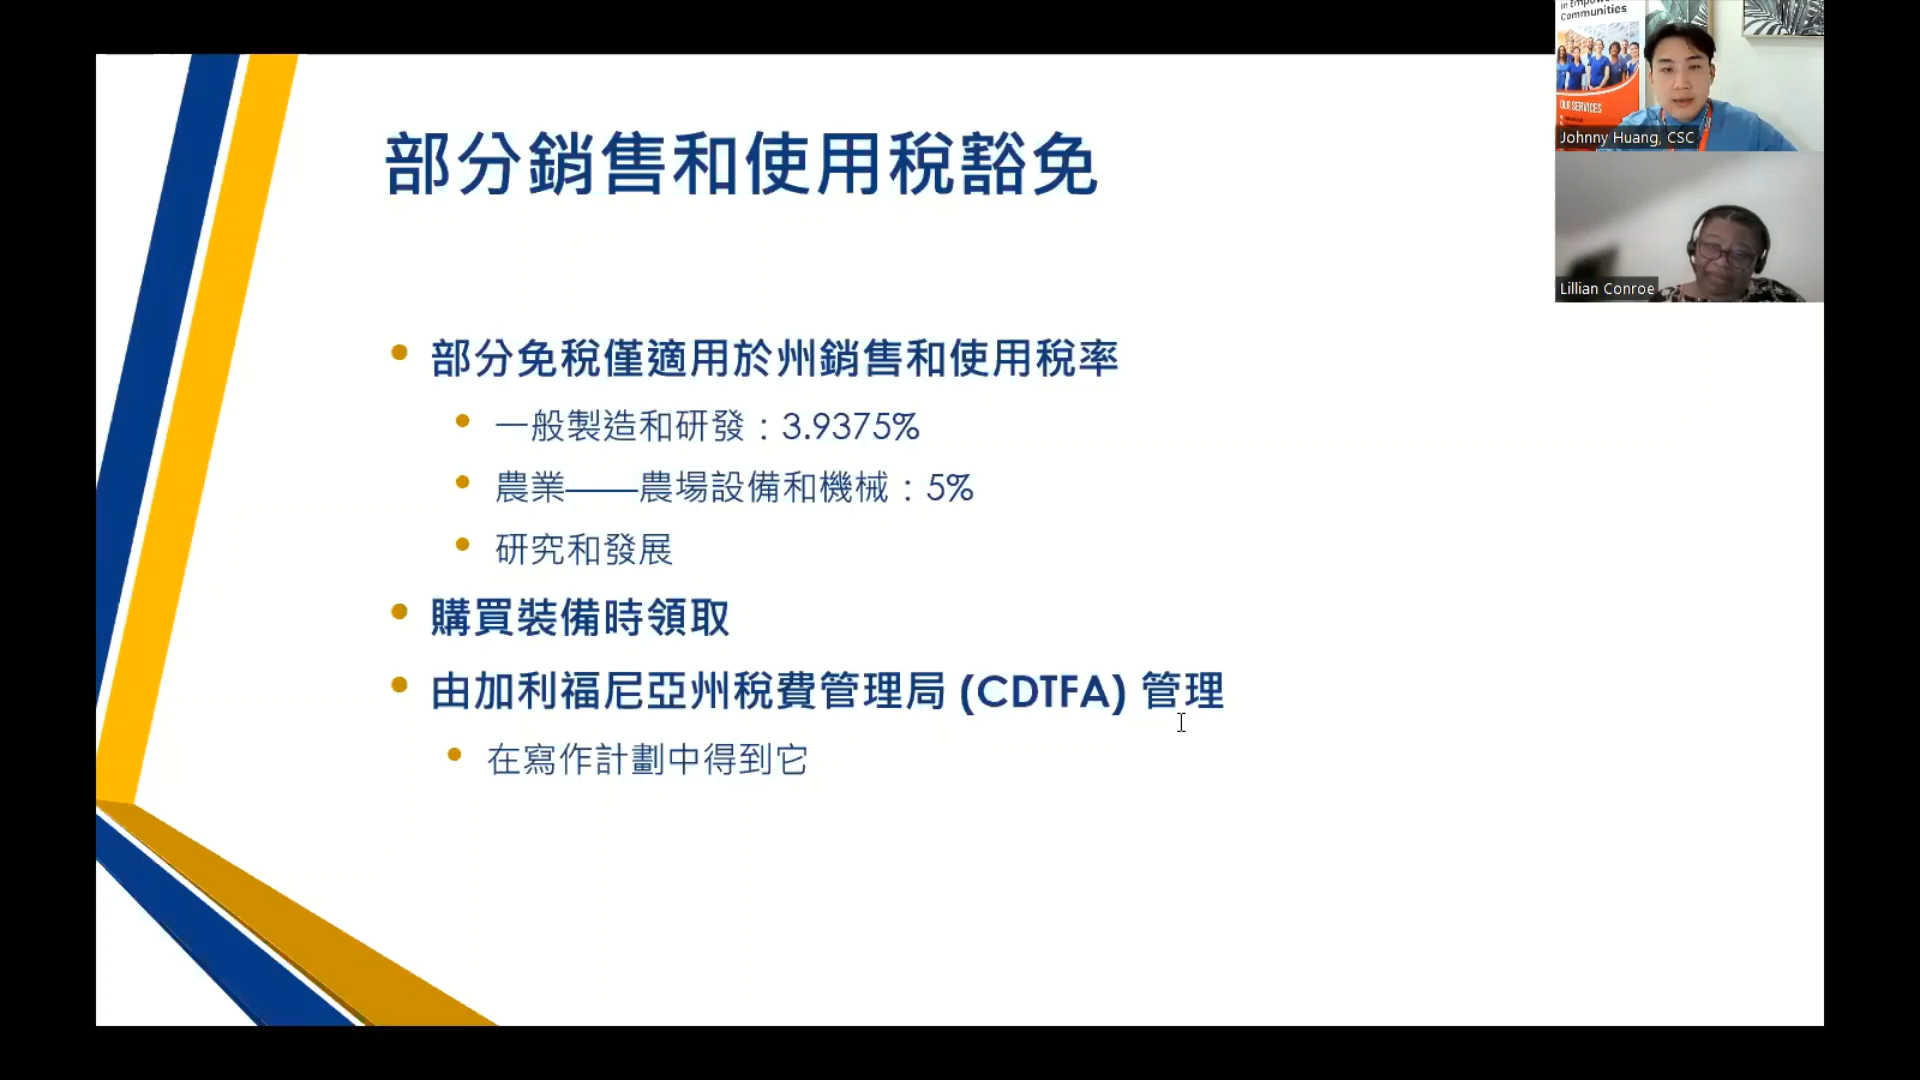 部分銷售和使用稅豁免
部分免稅僅適用於州銷售和使用稅率
一般製造和研發：3.9375%
農業——農場設備和機械：5%
研究和發展
購買裝備時領取
由加利福尼亞州稅費管理局 (CDTFA) 管理
在寫作計劃中得到它
Communities
OUR SERVICES
Johnny Huang, CSC
Lillian Conroe